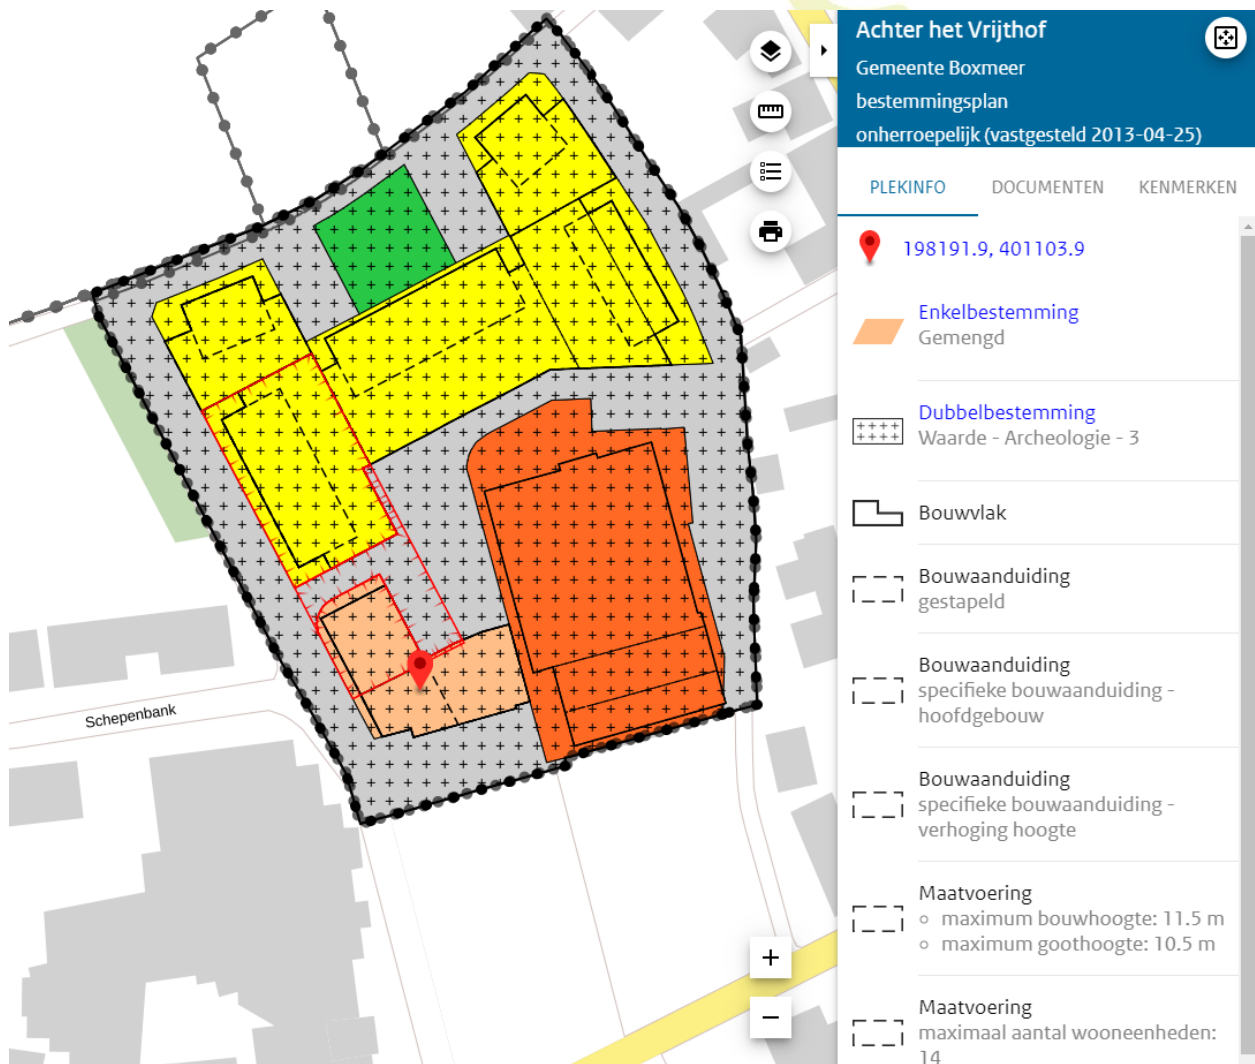 Achter het Vrijthof
Gemeente Boxmeer
bestemmingsplan
onherroepelijk (vastgesteld 2013-04-25)
PLEKINFO DOCUMENTEN KENMERKEN
198191.9, 401103.9
Enkelbestemming
Gemengd
Dubbelbestemming
Waarde - Archeologie - 3
Bouwvlak
Bouwaanduiding
gestapeld
Bouwaanduiding
specifieke bouwaanduiding -
hoofdgebouw
Bouwaanduiding
specifieke bouwaanduiding -
verhoging hoogte
Maatvoering
maximum bouwhoogte: 11.5 m
maximum goothoogte: 10.5 m
Maatvoering
maximaal aantal wooneenheden:
14
Schepenbank